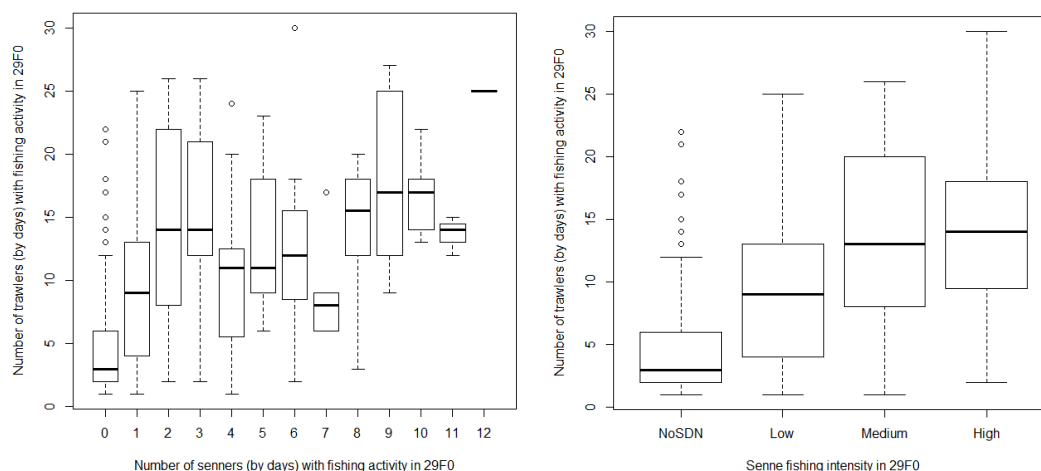 Number of trawlers (by days) with fishing activity in 29F0
30
25
20
15
10
5
0
0 1 2 3 4 5 6 7 8 9 10 11 12
Number of senners (by days) with fishing activity in 29F0
Number of trawlers (by days) with fishing activity in 29F0
30
25
20
15
10
5
0
NoSDN Low Medium High
Senne fishing intensity in 29F0